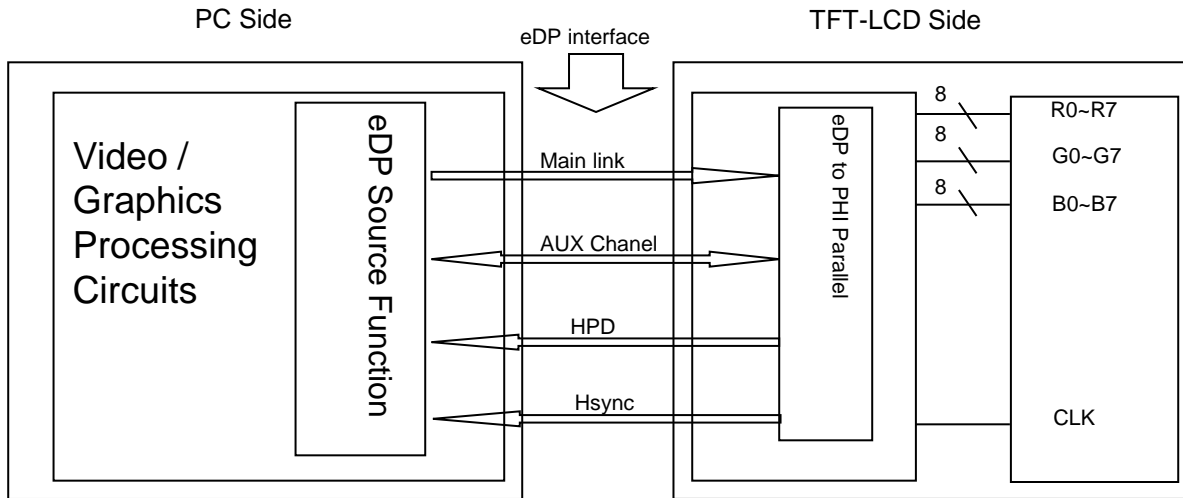 PC Side
TFT-LCD Side
eDP interface
Video /
Graphics
Processing
Circuits
eDP Source Function
Main link
AUX Chanel
HPD
Hsync
eDP to PHI Parallel
8
R0~R7
8
G0~G7
8
B0~B7
CLK